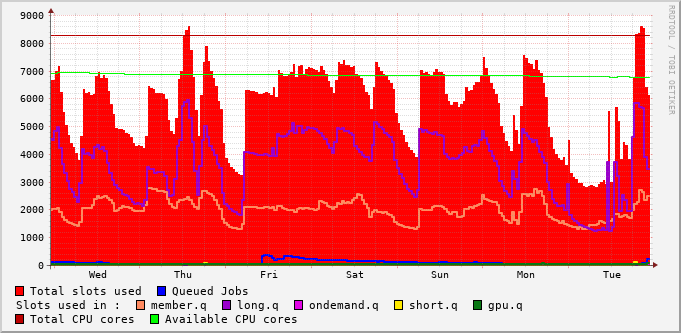 9000
8000
7000
6000
5000
4000
3000
2000
1000
0
Wed Thu Fri Sat Sun Mon Tue
RRDTOOL / TOBI OETIKER
Total slots used Queued Jobs
Slots used in : member.q long.q ondemand.q short.q gpu.q
Total CPU cores Available CPU cores